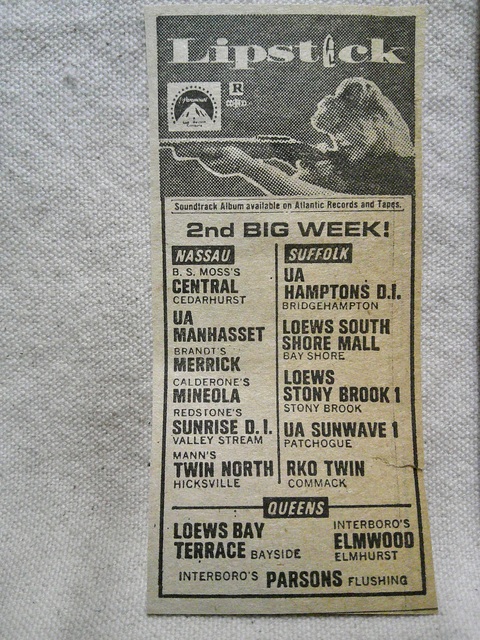 Lipstick
Paramount
R
Soundtrack Album available on Atlantic Records and Tapes.
2nd BIG WEEK!
NASSAU
B. S. MOSS'S
CENTRAL
CEDARHURST
UA
MANHASSET
BRANDT'S
MERRICK
CALDERONE'S
MINEOLA
REDSTONE'S
SUNRISE D.I.
VALLEY STREAM
MANN'S
TWIN NORTH
HICKSVILLE
SUFFOLK
UA
HAMPTONS D.I.
BRIDGEHAMPTON
LOEWS SOUTH
SHORE MALL
BAY SHORE
LOEWS
STONY BROOK 1
STONY BROOK
UA SUNWAVE 1
PATCHOGUE
RKO TWIN
COMMACK
QUEENS
LOEWS BAY
TERRACE BAYSIDE
INTERBORO'S
ELMWOOD
ELMHURST
INTERBORO'S PARSONS FLUSHING